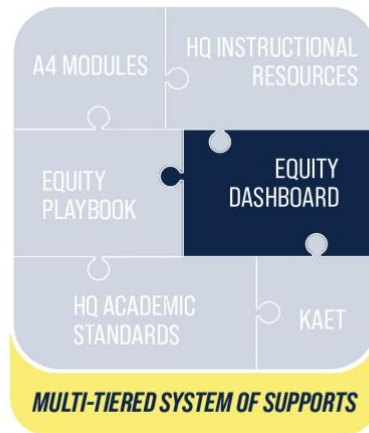 A4 MODULES
HQ INSTRUCTIONAL
RESOURCES
EQUITY
PLAYBOOK
EQUITY
DASHBOARD
HQ ACADEMIC
STANDARDS
KAET
MULTI-TIERED SYSTEM OF SUPPORTS